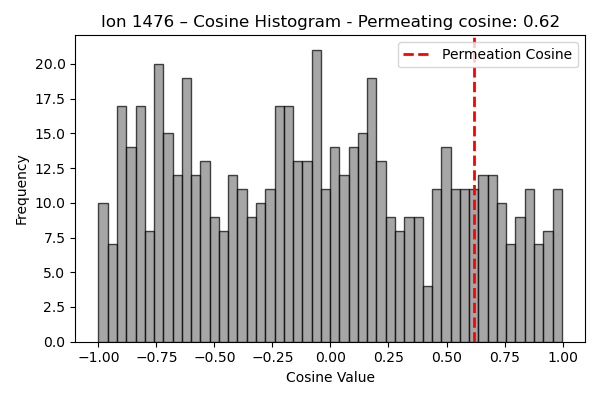 Ion 1476 – Cosine Histogram - Permeating cosine: 0.62
Permeation Cosine
Frequency
20.0
17.5
15.0
12.5
10.0
7.5
5.0
2.5
0.0
−1.00 −0.75 −0.50 −0.25 0.00 0.25 0.50 0.75 1.00
Cosine Value